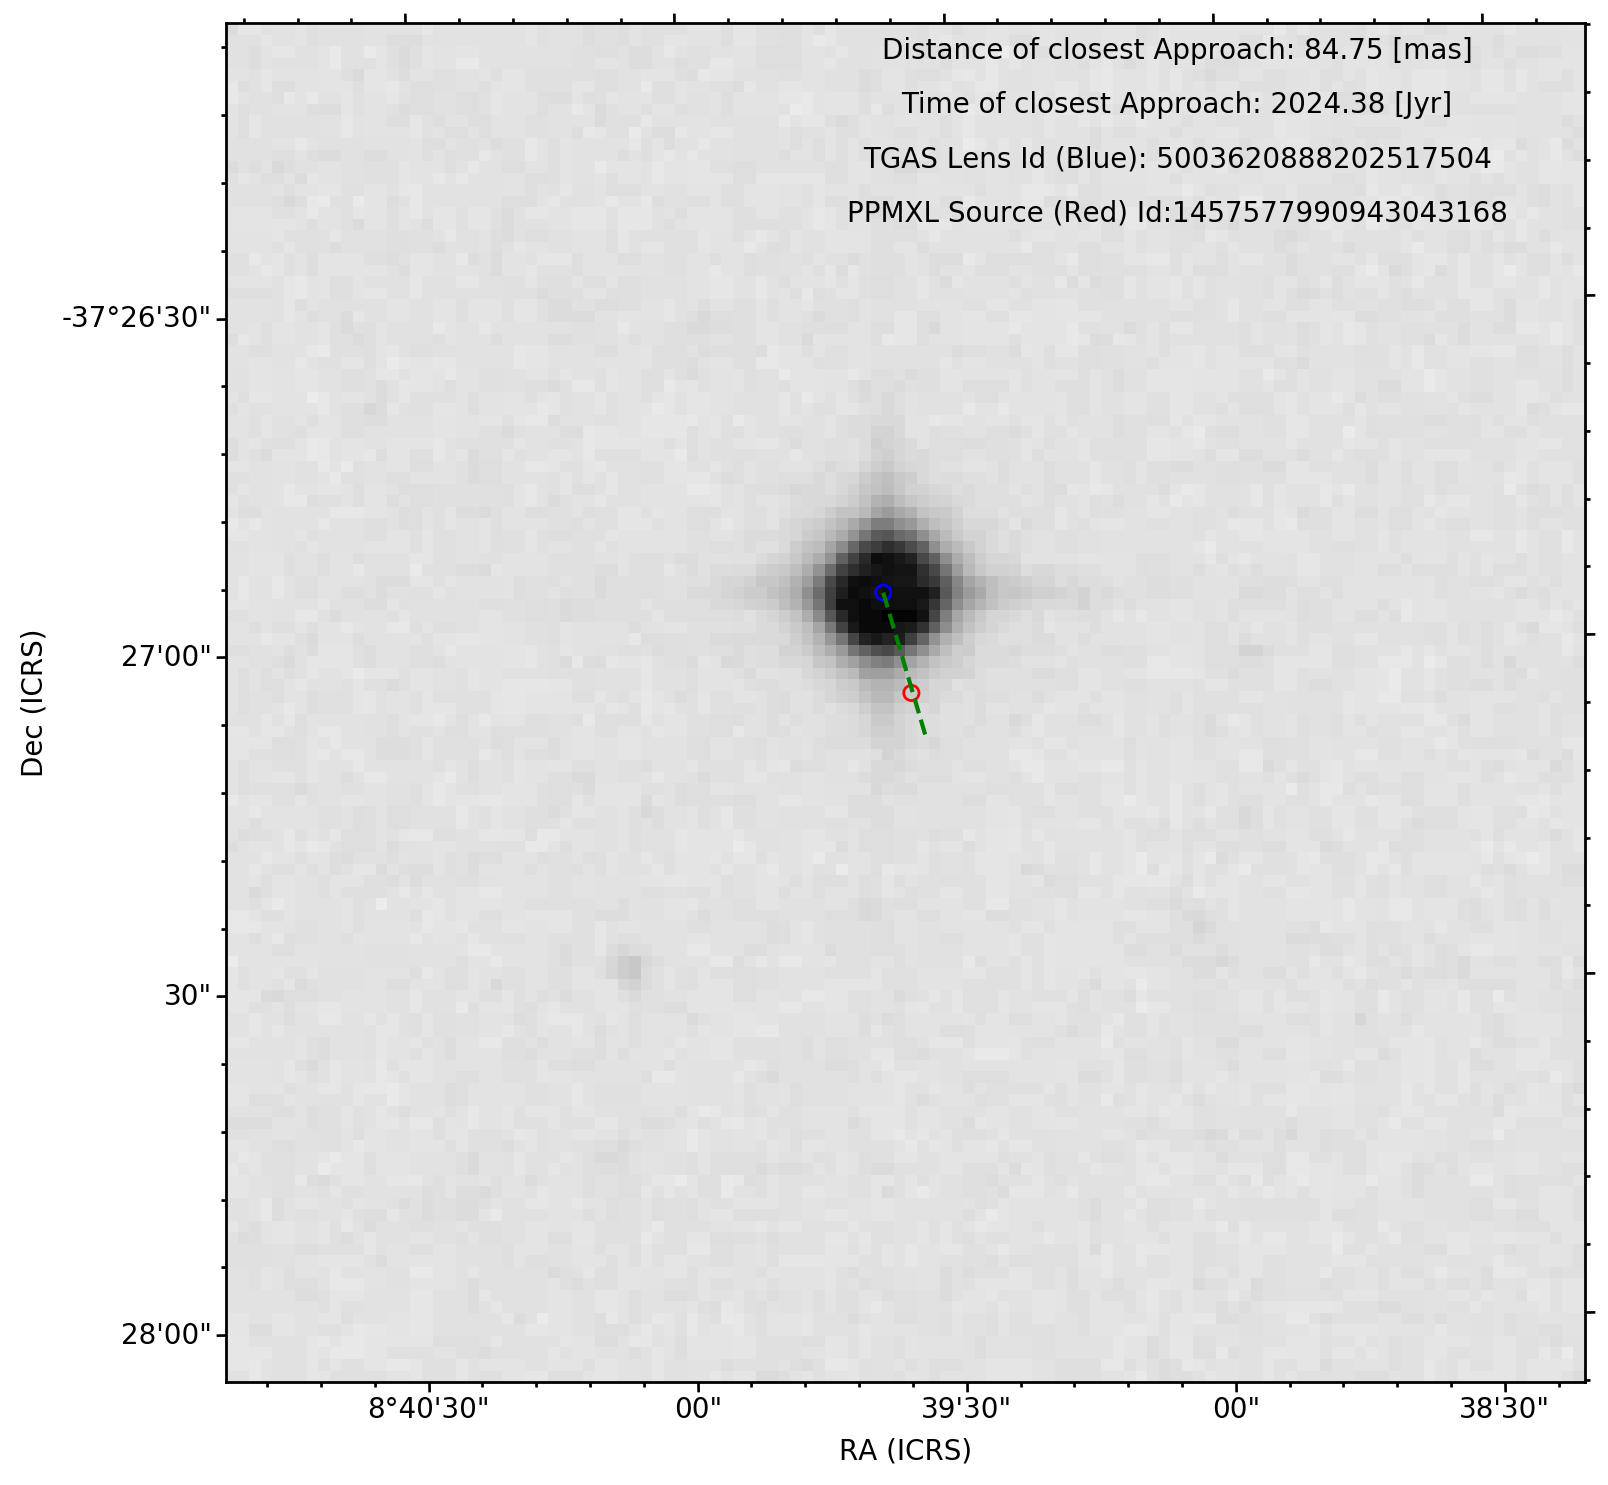 Distance of closest Approach: 84.75 [mas]
Time of closest Approach: 2024.38 [Jyr]
TGAS Lens Id (Blue): 5003620888202517504
PPMXL Source (Red) Id:1457577990943043168
-37°26'30"
27'00"
30"
28'00"
Dec (ICRS)
8°40'30" 00" 39'30" 00" 38'30"
RA (ICRS)